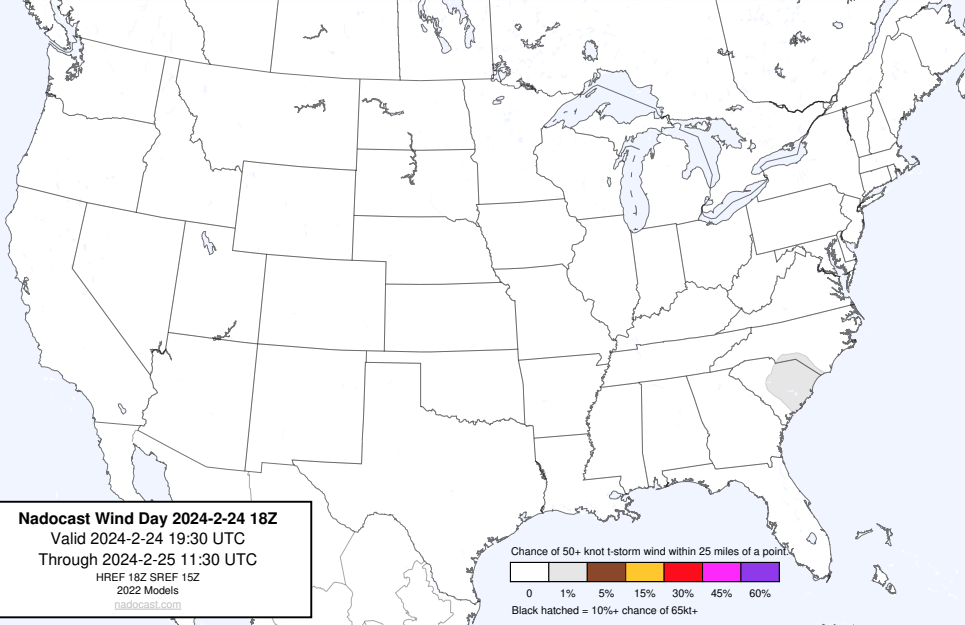 Nadocast Wind Day 2024-2-24 18Z
Valid 2024-2-24 19:30 UTC
Through 2024-2-25 11:30 UTC
HREF 18Z SREF 15Z
2022 Models
nadocast.com
Chance of 50+ knot t-storm wind within 25 miles of a point.
0 1% 5% 15% 30% 45% 60%
Black hatched = 10%+ chance of 65kt+